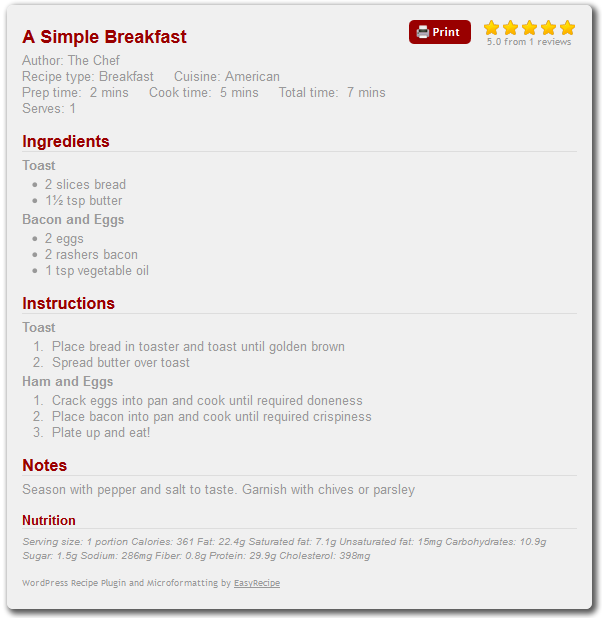 A Simple Breakfast
Print
5.0 from 1 reviews
Author: The Chef
Recipe type: Breakfast Cuisine: American
Prep time: 2 mins Cook time: 5 mins Total time: 7 mins
Serves: 1
Ingredients
Toast
• 2 slices bread
• 1½ tsp butter
Bacon and Eggs
• 2 eggs
• 2 rashers bacon
• 1 tsp vegetable oil
Instructions
Toast
1. Place bread in toaster and toast until golden brown
2. Spread butter over toast
Ham and Eggs
1. Crack eggs into pan and cook until required doneness
2. Place bacon into pan and cook until required crispiness
3. Plate up and eat!
Notes
Season with pepper and salt to taste. Garnish with chives or parsley
Nutrition
Serving size: 1 portion Calories: 361 Fat: 22.4g Saturated fat: 7.1g Unsaturated fat: 15mg Carbohydrates: 10.9g
Sugar: 1.5g Sodium: 286mg Fiber: 0.8g Protein: 29.9g Cholesterol: 398mg
WordPress Recipe Plugin and Microformatting by EasyRecipe